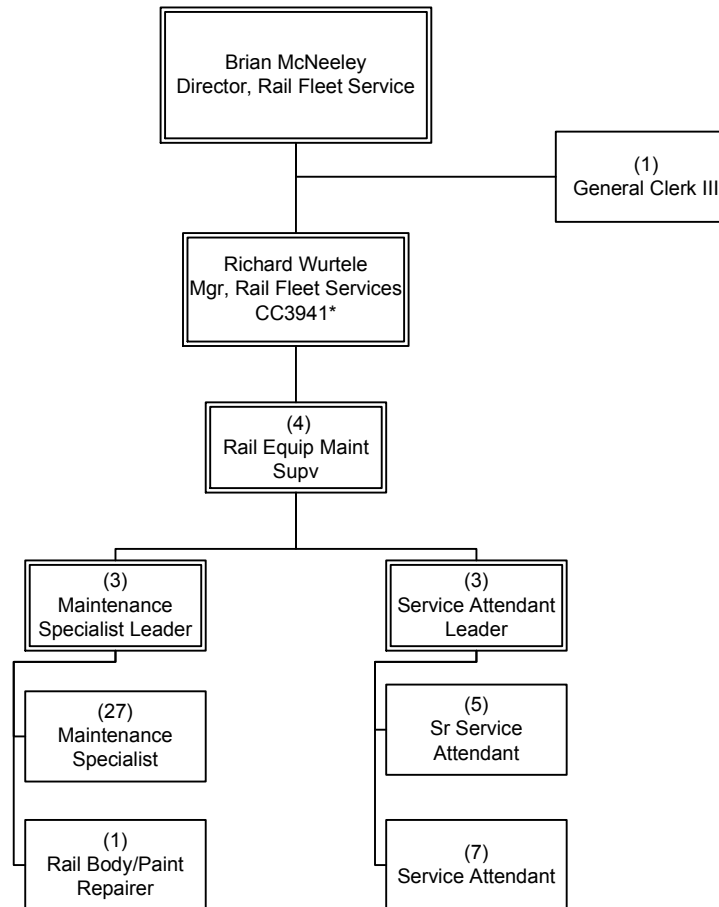 Brian McNeeley
Director, Rail Fleet Service
(1)
General Clerk III
Richard Wurtele
Mgr, Rail Fleet Services
CC3941*
(4)
Rail Equip Maint
Supv
(3)
Maintenance
Specialist Leader
(3)
Service Attendant
Leader
(27)
Maintenance
Specialist
(5)
Sr Service
Attendant
(1)
Rail Body/Paint
Repairer
(7)
Service Attendant